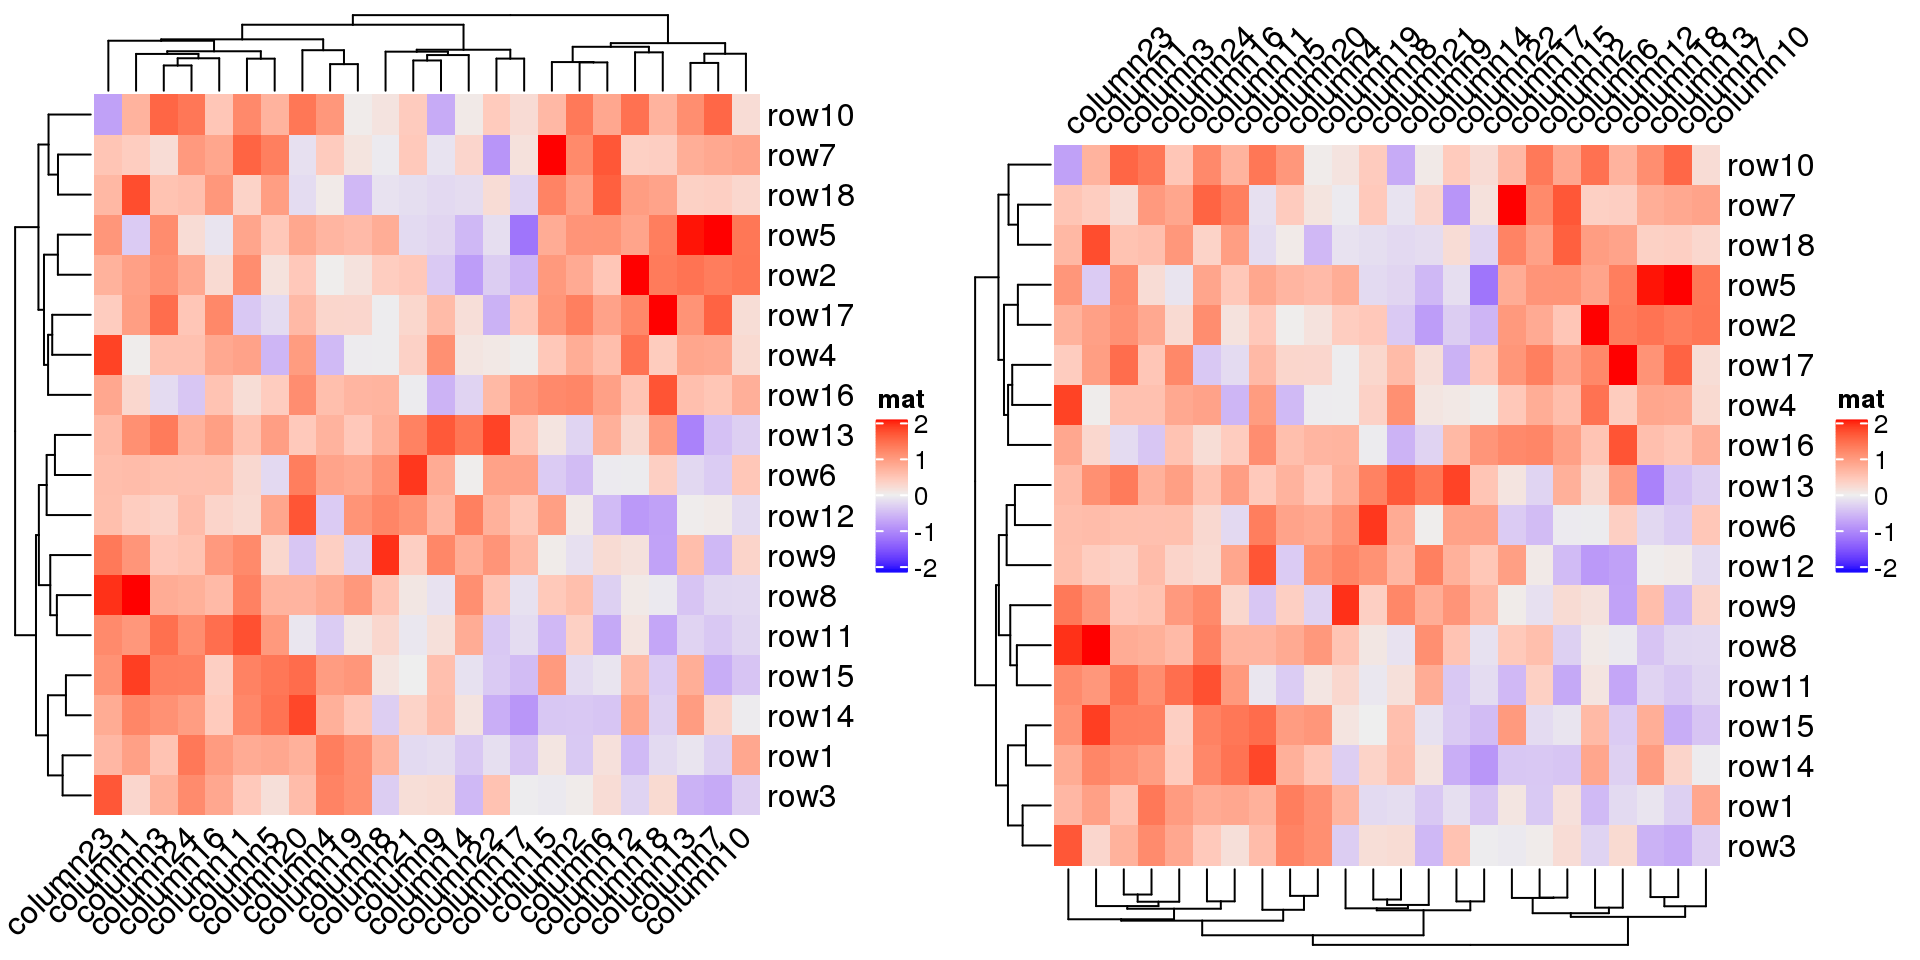 row10
row7
row18
row5
row2
row17
row4
row16
row13
row6
row12
row9
row8
row11
row15
row14
row1
row3
column23
column1
column3
column24
column16
column11
column5
column20
column4
column19
column8
column21
column9
column14
column22
column17
column15
column2
column6
column12
column18
column13
column7
column10
mat
2
1
0
-1
-2
column23
column1
column3
column24
column16
column11
column5
column20
column4
column19
column8
column21
column9
column14
column22
column17
column15
column2
column6
column12
column18
column13
column7
column10
row10
row7
row18
row5
row2
row17
row4
row16
row13
row6
row12
row9
row8
row11
row15
row14
row1
row3
mat
2
1
0
-1
-2